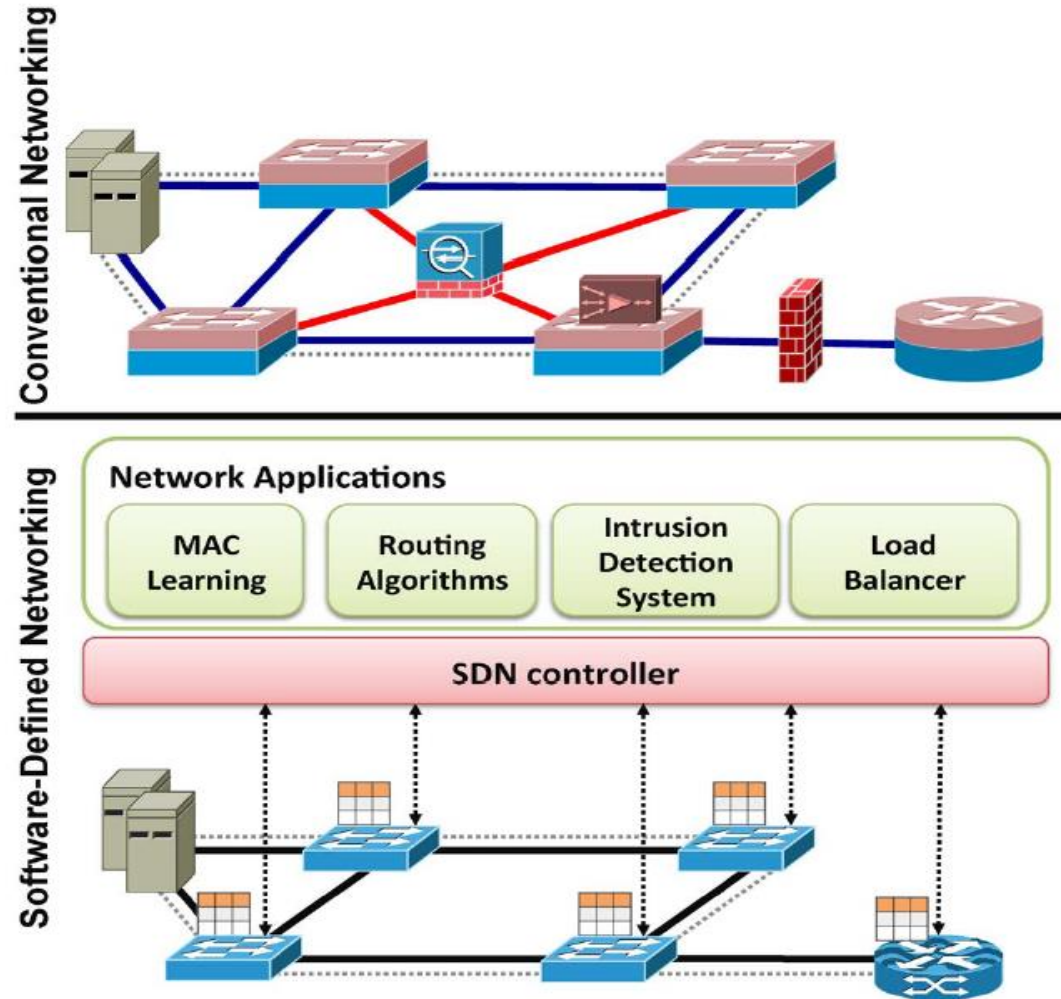 Conventional Networking
Software-Defined Networking
Network Applications
MAC
Learning
Routing
Algorithms
Intrusion
Detection
System
Load
Balancer
SDN controller